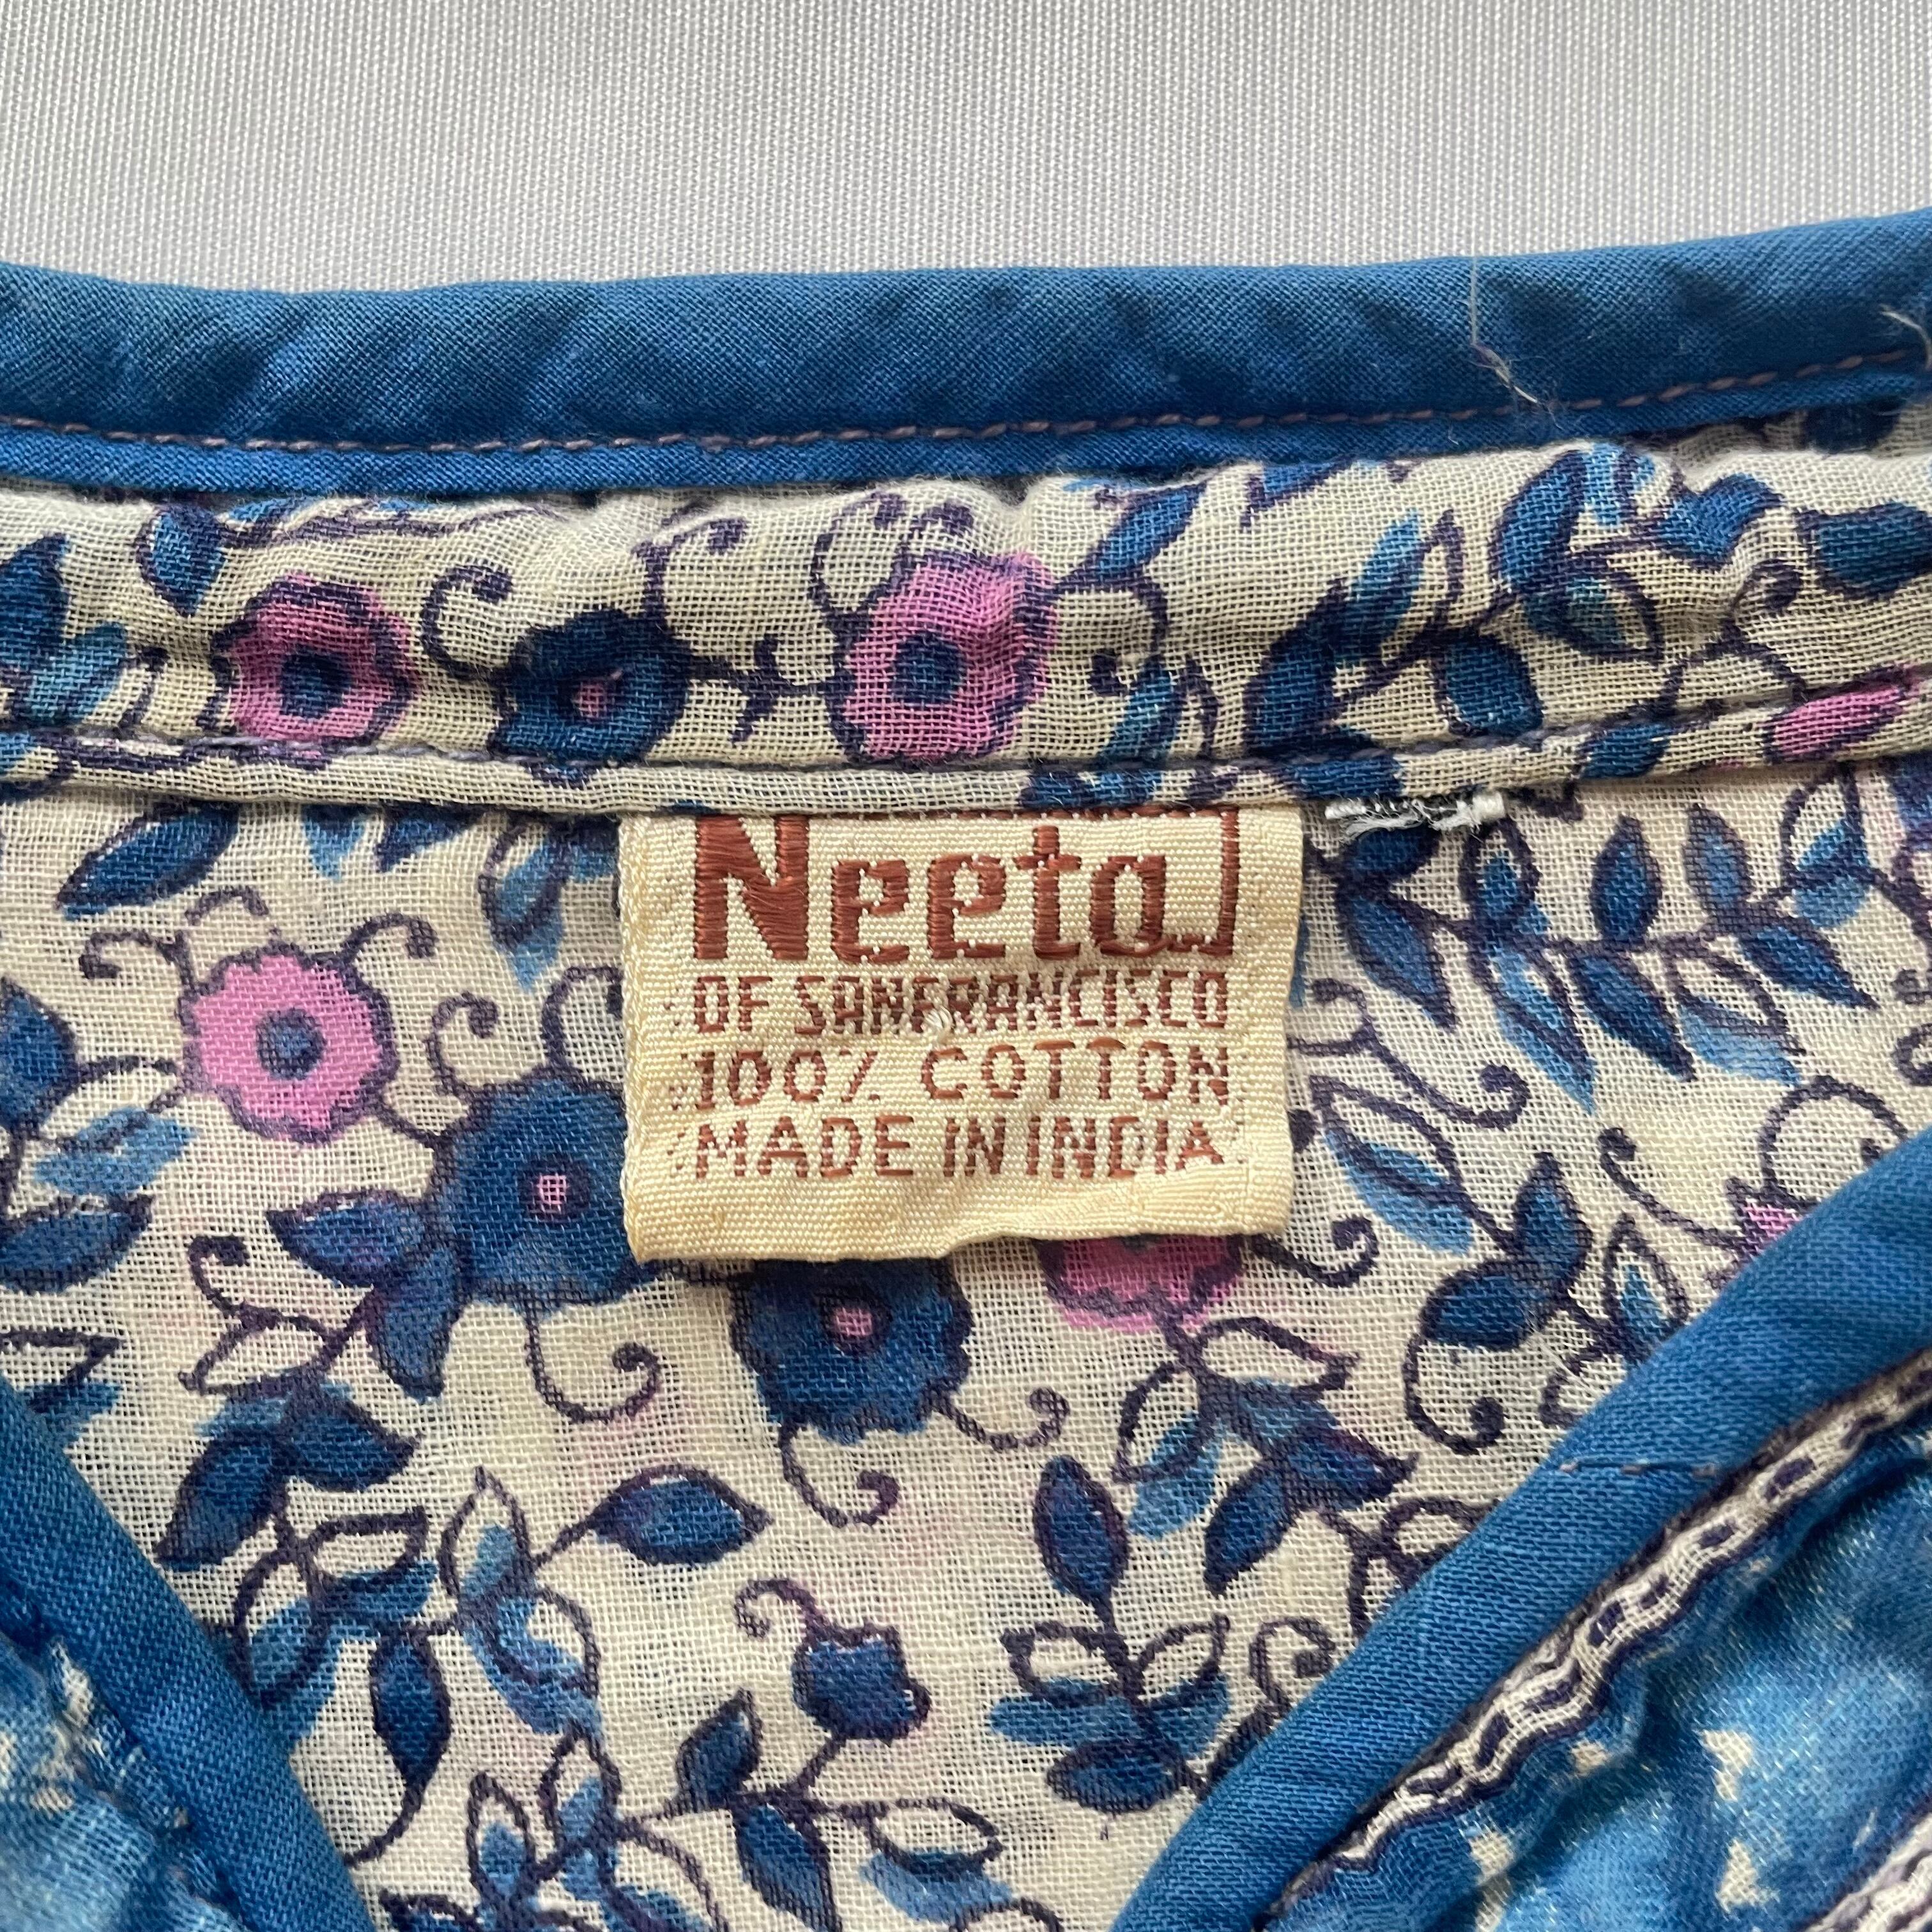 Neeta
OF SANFRANCISCO
100% COTTON
MADE IN INDIA